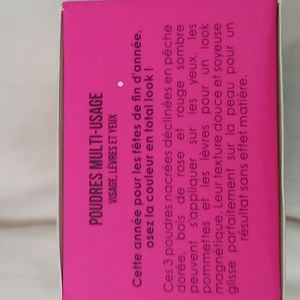 POUDRES MULTI-USAGE
VISAGE, LÈVRES ET YEUX
Cette année pour les fêtes de fin d'année,
osez la couleur en total look !
Ces 3 poudres nacrées déclinées en pêche
dorée, bois de rose et rouge sombre
peuvent s'appliquer sur les yeux, les
pommettes et les lèvres pour un look
magnétique. Leur texture douce et soyeuse
glisse parfaitement sur la peau pour un
résultat sans effet matière.